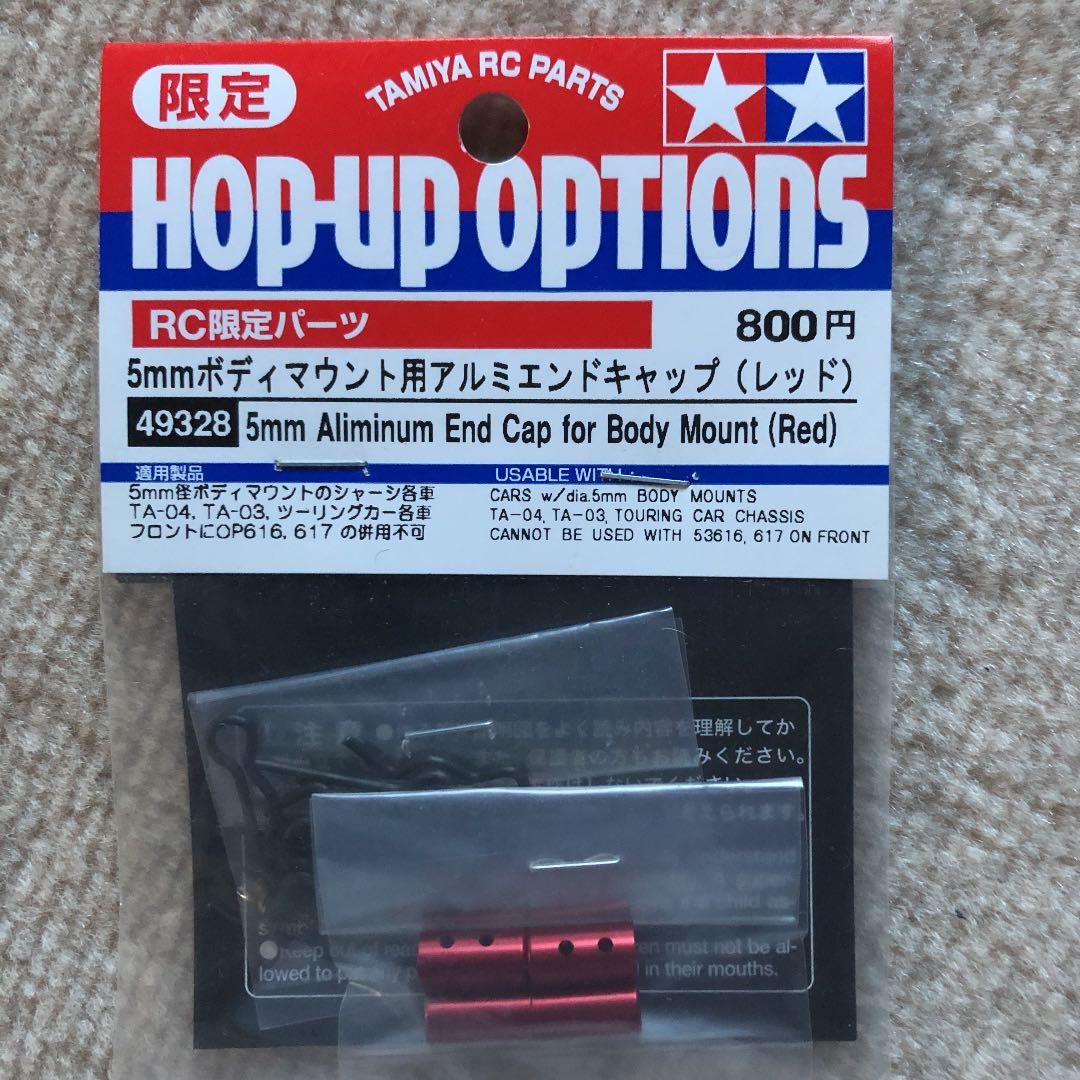 限定
TAMIYA RC PARTS
HOP-UP OPTIONS
RC限定パーツ
800円
5mmボディマウント用アルミエンドキャップ（レッド）
49328 5mm Aliminum End Cap for Body Mount (Red)
適用製品
5mm径ボディマウントのシャーシ各車
TA-04, TA-03, ツーリングカー各車
フロントにOP616, 617 の併用不可
USABLE WITH:
CARS w/dia.5mm BODY MOUNTS
TA-04, TA-03, TOURING CAR CHASSIS
CANNOT BE USED WITH 53616, 617 ON FRONT
注意 ● をよく読み内容を理解してか
みください。
understand
child as-
●Keep out of rea en must not be al-
lowed to put any p in their mouths.